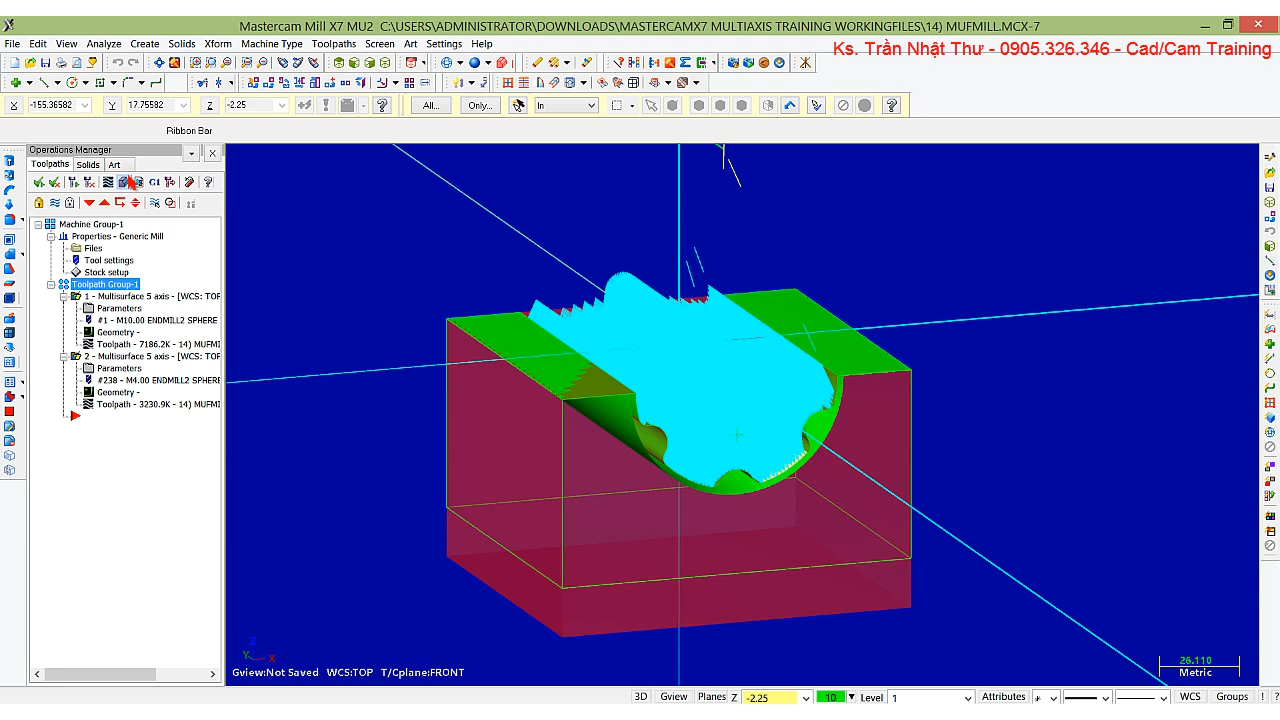 Mastercam Mill X7 MU2 C:\USERS\ADMINISTRATOR\DOWNLOADS\MASTERCAMX7 MULTIAXIS TRAINING WORKINGFILES\14) MUFMILL.MCX-7
File Edit View Analyze Create Solids Xform Machine Type Toolpaths Screen Art Settings Help
Ks. Trần Nhật Thư - 0905.326.346 - Cad/Cam Training
X -155.36582 Y 17.75582 Z -2.25 All... Only... In
Ribbon Bar
Operations Manager
Toolpaths Solids Art
G1
Machine Group-1
Properties - Generic Mill
Files
Tool settings
Stock setup
Toolpath Group-1
1 - Multisurface 5 axis - [WCS: TOP
Parameters
#1 - M10.00 ENDMILL2 SPHERE
Geometry -
Toolpath - 7186.2K - 14) MUFMI
2 - Multisurface 5 axis - [WCS: TOP
Parameters
#238 - M4.00 ENDMILL2 SPHERE
Geometry -
Toolpath - 3230.9K - 14) MUFMI
Z
Y X
26.110
Metric
Gview:Not Saved WCS:TOP T/Cplane:FRONT
3D Gview Planes Z -2.25 10 Level 1 Attributes WCS Groups ! ?